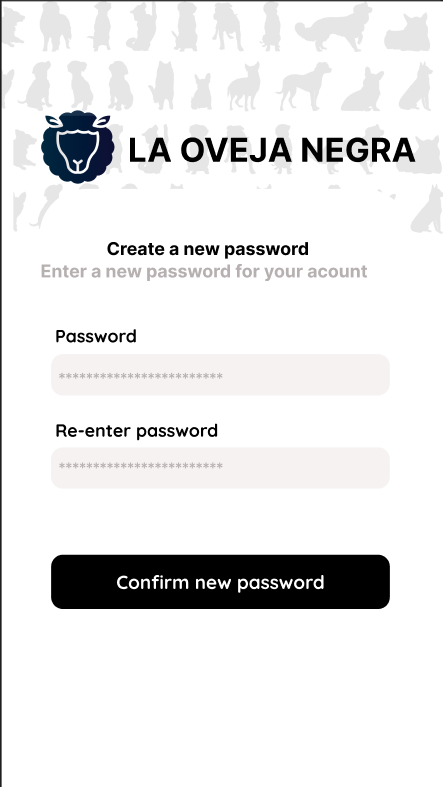 LA OVEJA NEGRA
Create a new password
Enter a new password for your acount
Password
************************
Re-enter password
************************
Confirm new password